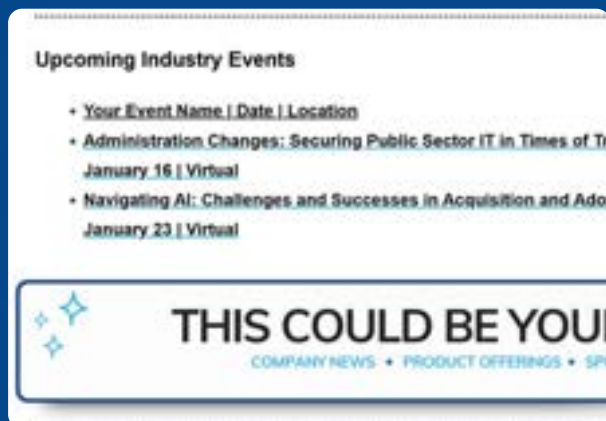 Upcoming Industry Events
• Your Event Name | Date | Location
• Administration Changes: Securing Public Sector IT in Times of
January 16 | Virtual
• Navigating AI: Challenges and Successes in Acquisition and
January 23 | Virtual
THIS COULD BE
COMPANY NEWS • PRODUCT OFFERINGS •